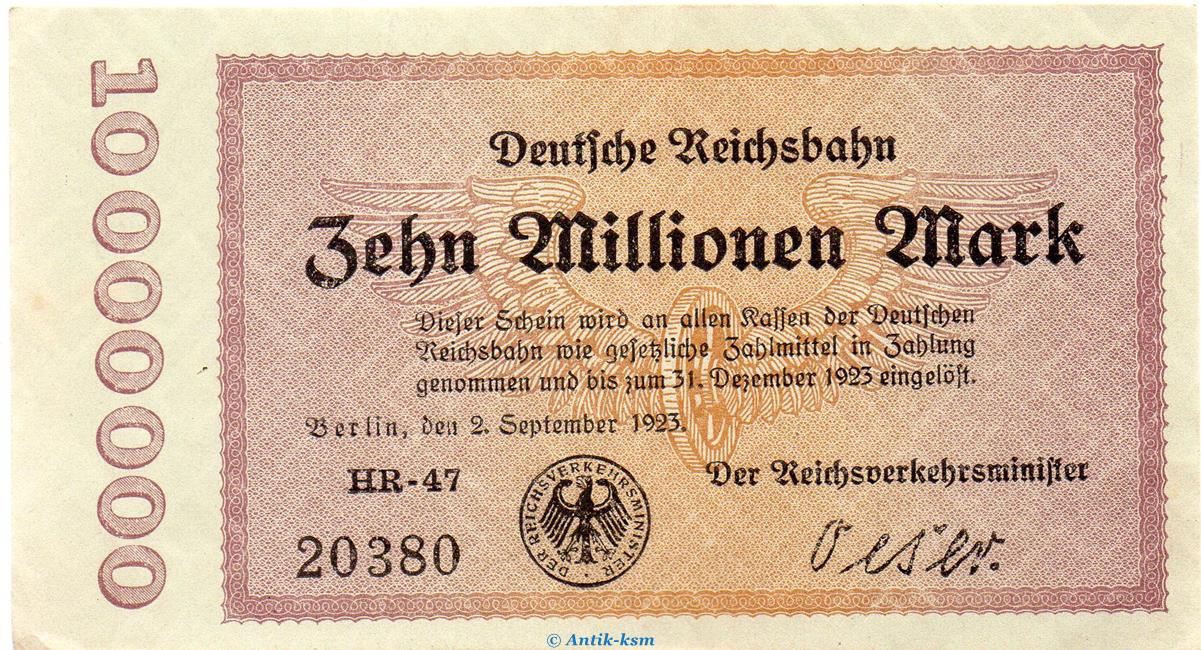 10000000
Deutsche Reichsbahn
Zehn Millionen Mark
Dieser Schein wird an allen Kassen der Deutschen
Reichsbahn wie gesetzliche Zahlmittel in Zahlung
genommen und bis zum 31. Dezember 1923 eingelöst.
Berlin, den 2. September 1923.
HR-47
Der Reichsverkehrsminister
20380
DER REICHSVERKEHRSMINISTER
Oeser.
© Antik-ksm